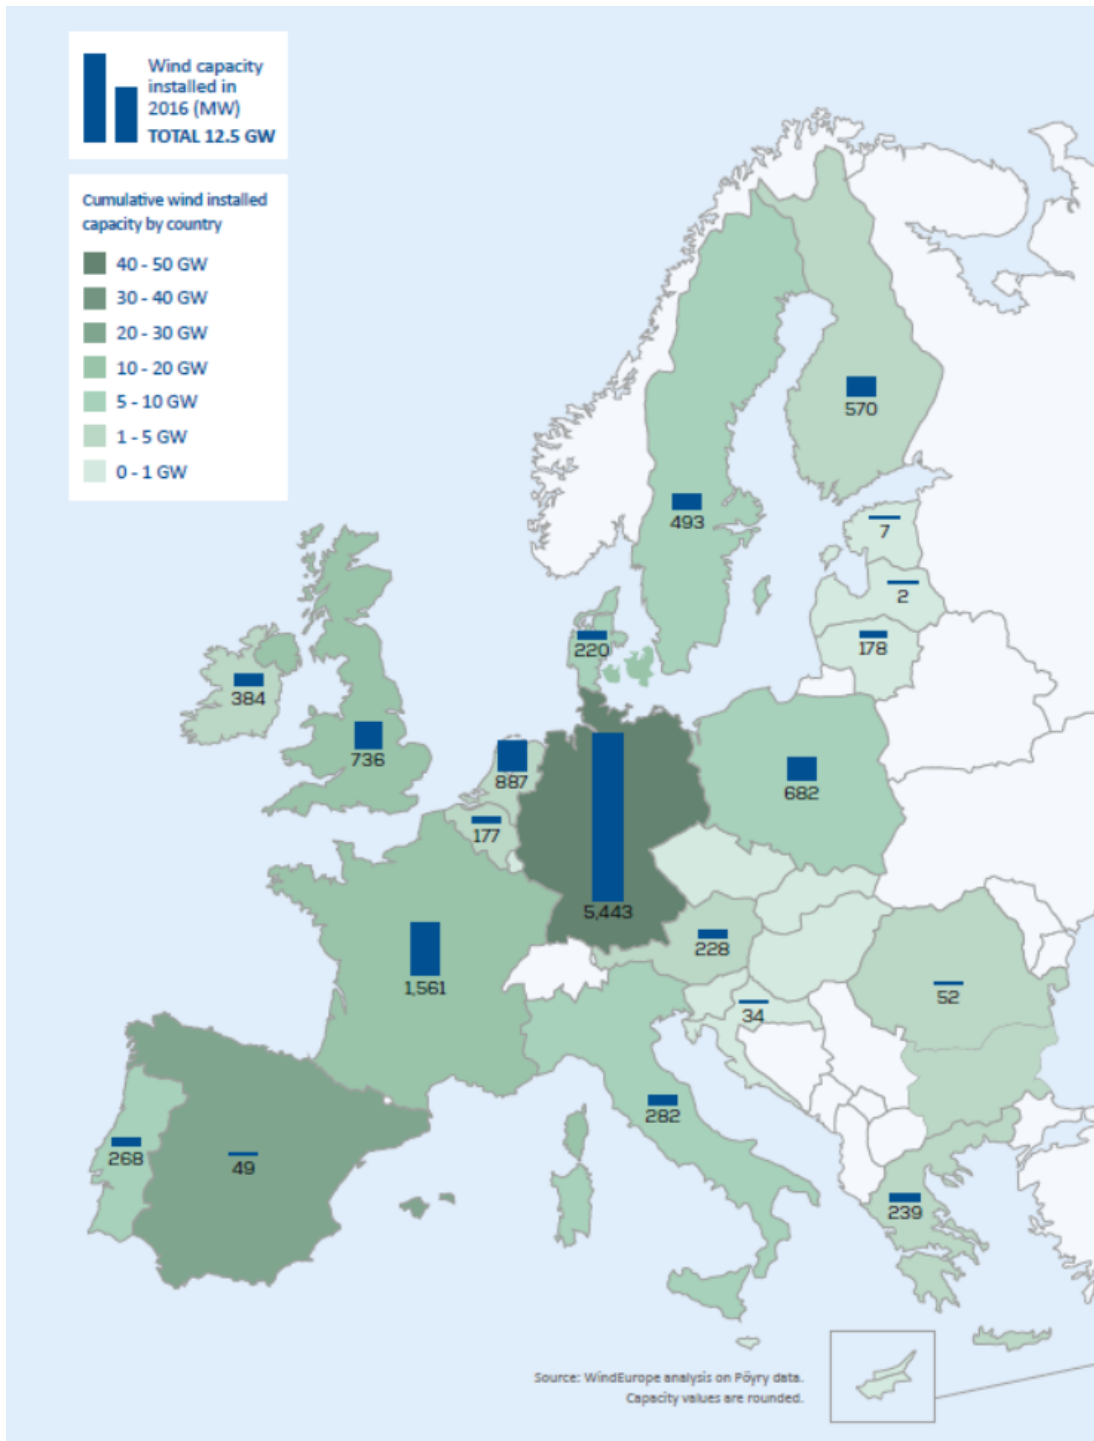 Wind capacity
installed in
2016 (MW)
TOTAL 12.5 GW
Cumulative wind installed
capacity by country
40 - 50 GW
30 - 40 GW
20 - 30 GW
10 - 20 GW
5 - 10 GW
1 - 5 GW
0 - 1 GW
570
493
7
2
178
220
384
736
887
682
177
5,443
228
1,561
52
34
282
268
49
239
Source: WindEurope analysis on Pöyry data.
Capacity values are rounded.